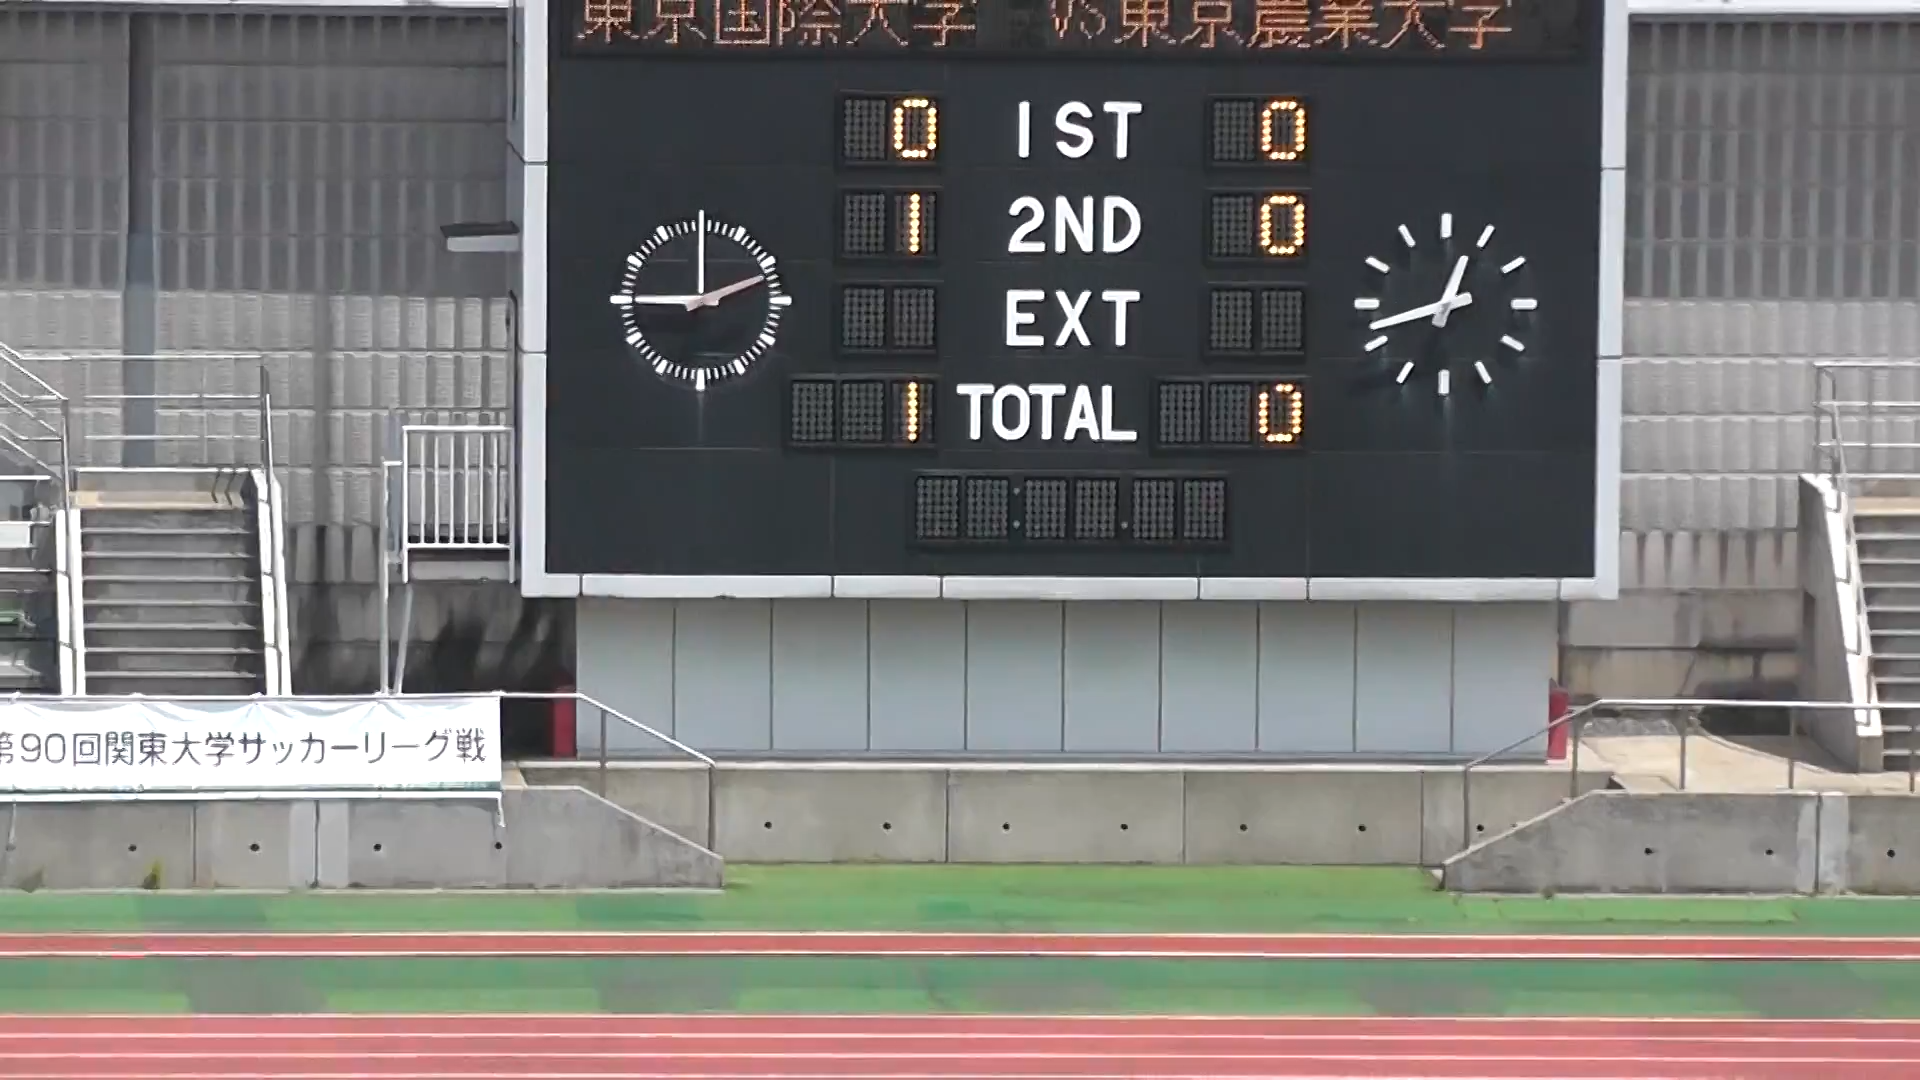 東京国際大学 VS 東京農業大学
0 1ST 0
1 2ND 0
EXT
1 TOTAL 0
第90回関東大学サッカーリーグ戦